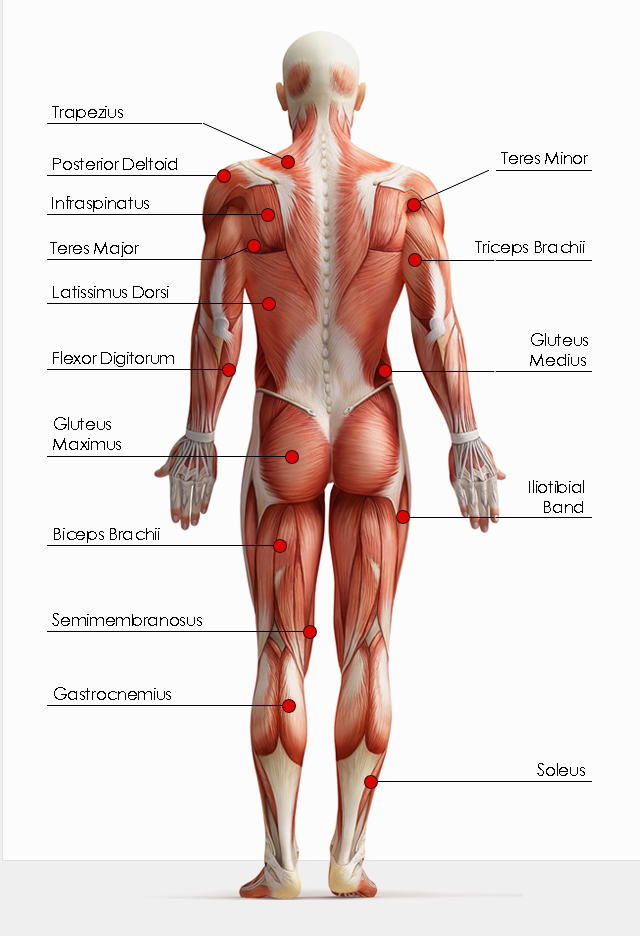 Trapezius
Posterior Deltoid
Infraspinatus
Teres Major
Latissimus Dorsi
Flexor Digitorum
Gluteus
Maximus
Biceps Brachii
Semimembranosus
Gastrocnemius
Teres Minor
Triceps Brachii
Gluteus
Medius
Iliotibial
Band
Soleus